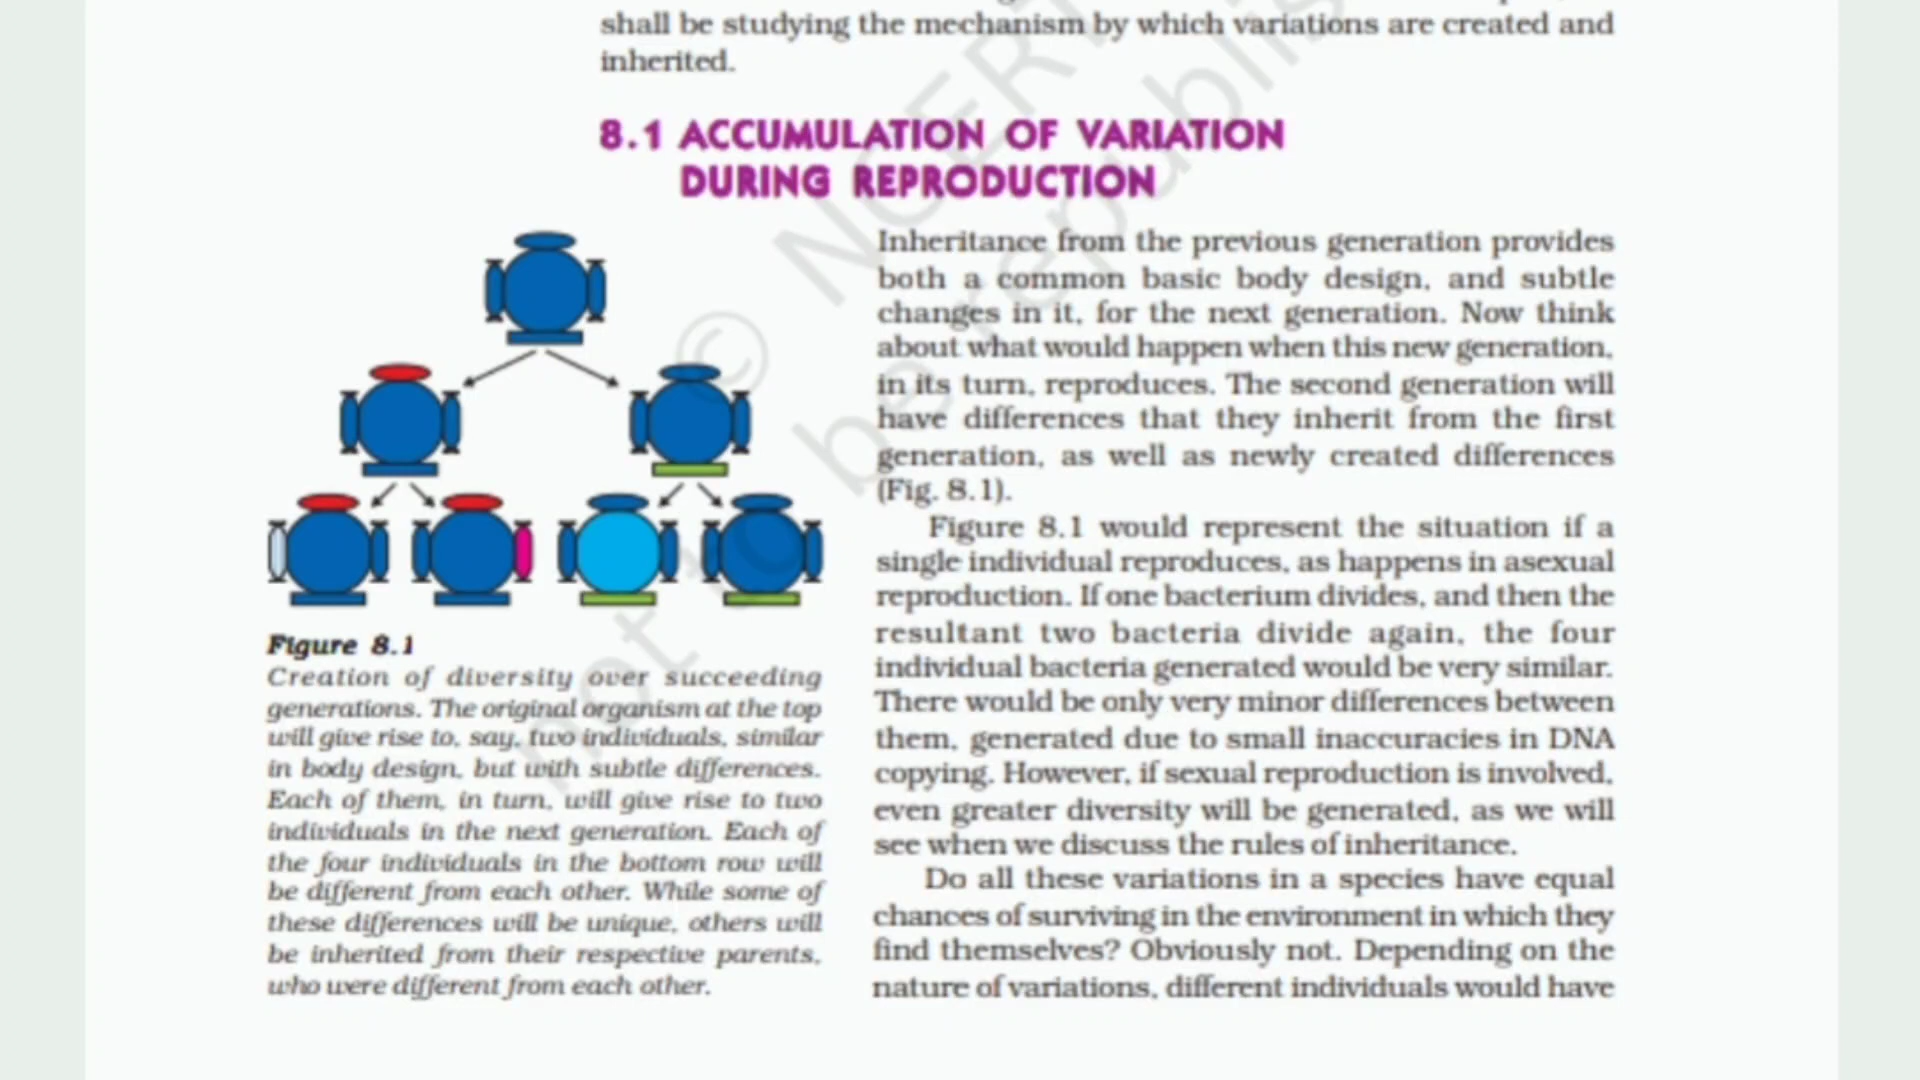 shall be studying the mechanism by which variations are created and
inherited.
8.1 ACCUMULATION OF VARIATION
DURING REPRODUCTION
Inheritance from the previous generation provides
both a common basic body design, and subtle
changes in it, for the next generation. Now think
about what would happen when this new generation,
in its turn, reproduces. The second generation will
have differences that they inherit from the first
generation, as well as newly created differences
(Fig. 8.1).
Figure 8.1 would represent the situation if a
single individual reproduces, as happens in asexual
reproduction. If one bacterium divides, and then the
resultant two bacteria divide again, the four
individual bacteria generated would be very similar.
There would be only very minor differences between
them, generated due to small inaccuracies in DNA
copying. However, if sexual reproduction is involved,
even greater diversity will be generated, as we will
see when we discuss the rules of inheritance.
Do all these variations in a species have equal
chances of surviving in the environment in which they
find themselves? Obviously not. Depending on the
nature of variations, different individuals would have
Figure 8.1
Creation of diversity over succeeding
generations. The original organism at the top
will give rise to, say, two individuals, similar
in body design, but with subtle differences.
Each of them, in turn, will give rise to two
individuals in the next generation. Each of
the four individuals in the bottom row will
be different from each other. While some of
these differences will be unique, others will
be inherited from their respective parents,
who were different from each other.
© NCERT
not to be republis